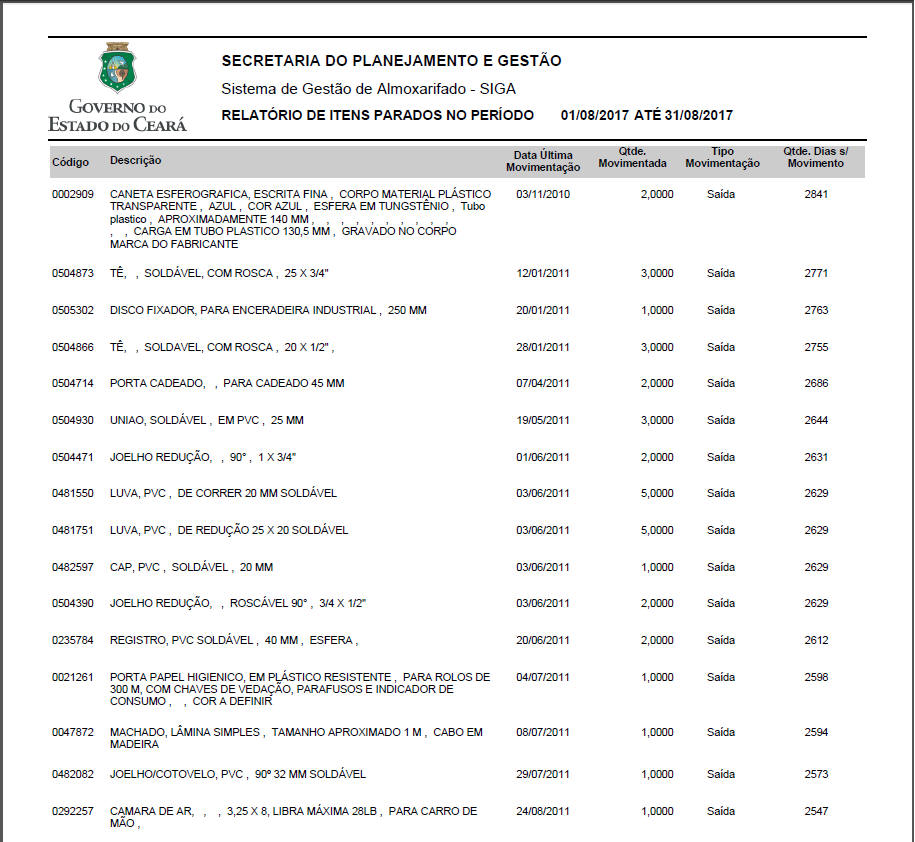 GOVERNO DO
ESTADO DO CEARÁ
SECRETARIA DO PLANEJAMENTO E GESTÃO
Sistema de Gestão de Almoxarifado - SIGA
RELATÓRIO DE ITENS PARADOS NO PERÍODO 01/08/2017 ATÉ 31/08/2017
Código Descrição Data Última Movimentação Qtde. Movimentada Tipo Movimentação Qtde. Dias s/ Movimento
0002909 CANETA ESFEROGRAFICA, ESCRITA FINA , CORPO MATERIAL PLÁSTICO 03/11/2010 2,0000 Saída 2841
TRANSPARENTE , AZUL , COR AZUL , ESFERA EM TUNGSTÊNIO , Tubo
plastico , APROXIMADAMENTE 140 MM , , , , , , , , , ,
, , CARGA EM TUBO PLASTICO 130,5 MM , GRAVADO NO CORPO
MARCA DO FABRICANTE
0504873 TÊ, , SOLDÁVEL, COM ROSCA , 25 X 3/4" 12/01/2011 3,0000 Saída 2771
0505302 DISCO FIXADOR, PARA ENCERADEIRA INDUSTRIAL , 250 MM 20/01/2011 1,0000 Saída 2763
0504866 TÊ, , SOLDAVEL, COM ROSCA , 20 X 1/2" , 28/01/2011 3,0000 Saída 2755
0504714 PORTA CADEADO, , PARA CADEADO 45 MM 07/04/2011 2,0000 Saída 2686
0504930 UNIAO, SOLDÁVEL , EM PVC , 25 MM 19/05/2011 3,0000 Saída 2644
0504471 JOELHO REDUÇÃO, , 90° , 1 X 3/4" 01/06/2011 2,0000 Saída 2631
0481550 LUVA, PVC , DE CORRER 20 MM SOLDÁVEL 03/06/2011 5,0000 Saída 2629
0481751 LUVA, PVC , DE REDUÇÃO 25 X 20 SOLDÁVEL 03/06/2011 5,0000 Saída 2629
0482597 CAP, PVC , SOLDÁVEL , 20 MM 03/06/2011 1,0000 Saída 2629
0504390 JOELHO REDUÇÃO, , ROSCÁVEL 90° , 3/4 X 1/2" 03/06/2011 2,0000 Saída 2629
0235784 REGISTRO, PVC SOLDÁVEL , 40 MM , ESFERA , 20/06/2011 2,0000 Saída 2612
0021261 PORTA PAPEL HIGIENICO, EM PLÁSTICO RESISTENTE , PARA ROLOS DE 04/07/2011 1,0000 Saída 2598
300 M, COM CHAVES DE VEDAÇÃO, PARAFUSOS E INDICADOR DE
CONSUMO , , COR A DEFINIR
0047872 MACHADO, LÂMINA SIMPLES , TAMANHO APROXIMADO 1 M , CABO EM 08/07/2011 1,0000 Saída 2594
MADEIRA
0482082 JOELHO/COTOVELO, PVC , 90º 32 MM SOLDÁVEL 29/07/2011 1,0000 Saída 2573
0292257 CAMARA DE AR, , , 3,25 X 8, LIBRA MÁXIMA 28LB , PARA CARRO DE 24/08/2011 1,0000 Saída 2547
MÃO ,